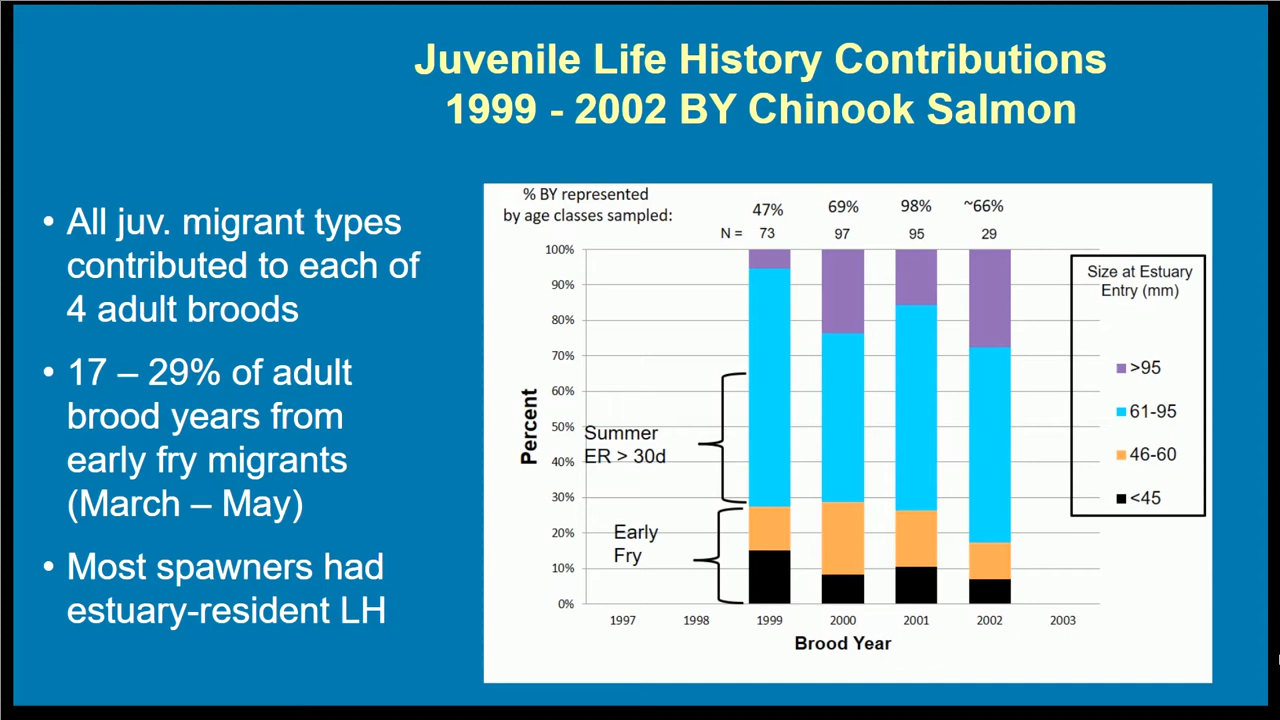 Juvenile Life History Contributions
1999 - 2002 BY Chinook Salmon
• All juv. migrant types
contributed to each of
4 adult broods
• 17 – 29% of adult
brood years from
early fry migrants
(March – May)
• Most spawners had
estuary-resident LH
% BY represented
by age classes sampled:
47% 69% 98% ~66%
N = 73 97 95 29
100%
90%
80%
70%
60%
50%
40%
30%
20%
10%
0%
Percent
Summer
ER > 30d
Early
Fry
1997 1998 1999 2000 2001 2002 2003
Brood Year
Size at Estuary
Entry (mm)
>95
61-95
46-60
<45